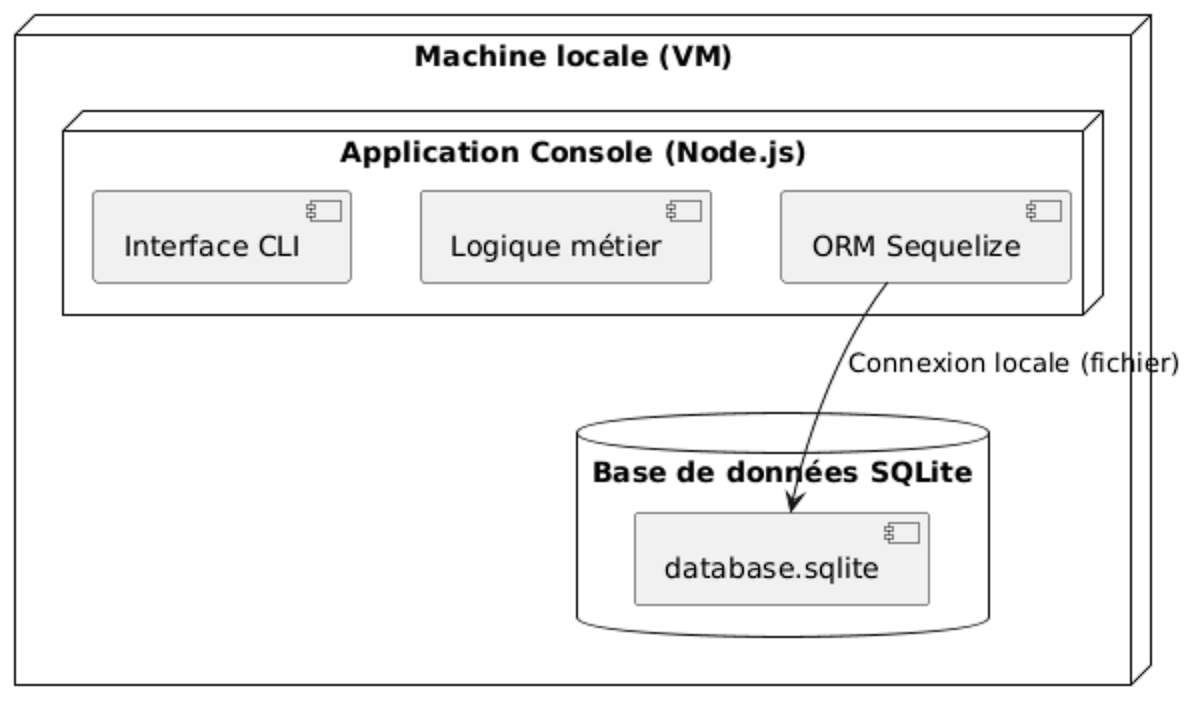 Machine locale (VM)
Application Console (Node.js)
Interface CLI
Logique métier
ORM Sequelize
Connexion locale (fichier)
Base de données SQLite
database.sqlite